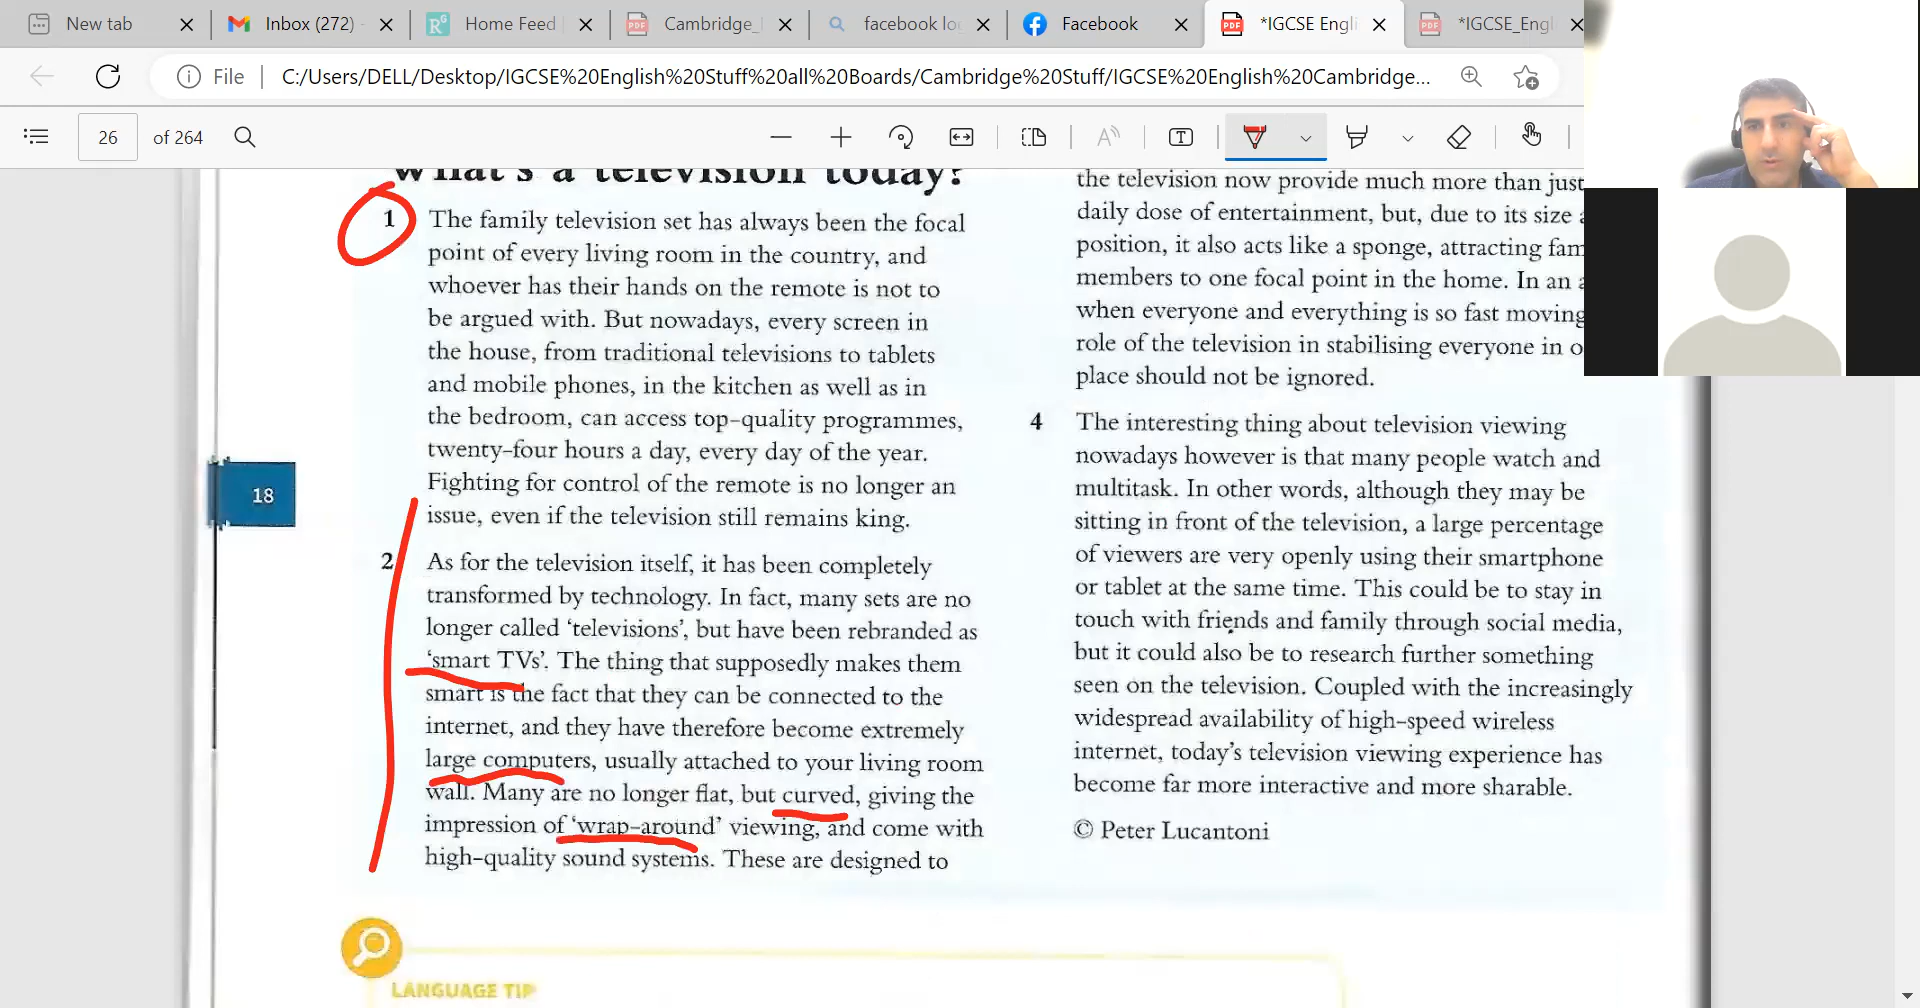 New tab
Inbox (272)
Home Feed
Cambridge_
facebook lo
Facebook
*IGCSE Engli
*IGCSE_Engl
File
C:/Users/DELL/Desktop/IGCSE%20English%20Stuff%20all%20Boards/Cambridge%20Stuff/IGCSE%20English%20Cambridge...
26 of 264
What's a television today?
1 The family television set has always been the focal
point of every living room in the country, and
whoever has their hands on the remote is not to
be argued with. But nowadays, every screen in
the house, from traditional televisions to tablets
and mobile phones, in the kitchen as well as in
the bedroom, can access top-quality programmes,
twenty-four hours a day, every day of the year.
Fighting for control of the remote is no longer an
issue, even if the television still remains king.
18
2 As for the television itself, it has been completely
transformed by technology. In fact, many sets are no
longer called 'televisions', but have been rebranded as
'smart TVs'. The thing that supposedly makes them
smart is the fact that they can be connected to the
internet, and they have therefore become extremely
large computers, usually attached to your living room
wall. Many are no longer flat, but curved, giving the
impression of 'wrap-around' viewing, and come with
high-quality sound systems. These are designed to
the television now provide much more than just
daily dose of entertainment, but, due to its size
position, it also acts like a sponge, attracting fam
members to one focal point in the home. In an
when everyone and everything is so fast moving
role of the television in stabilising everyone in o
place should not be ignored.
4 The interesting thing about television viewing
nowadays however is that many people watch and
multitask. In other words, although they may be
sitting in front of the television, a large percentage
of viewers are very openly using their smartphone
or tablet at the same time. This could be to stay in
touch with friends and family through social media,
but it could also be to research further something
seen on the television. Coupled with the increasingly
widespread availability of high-speed wireless
internet, today's television viewing experience has
become far more interactive and more sharable.
© Peter Lucantoni
LANGUAGE TIP